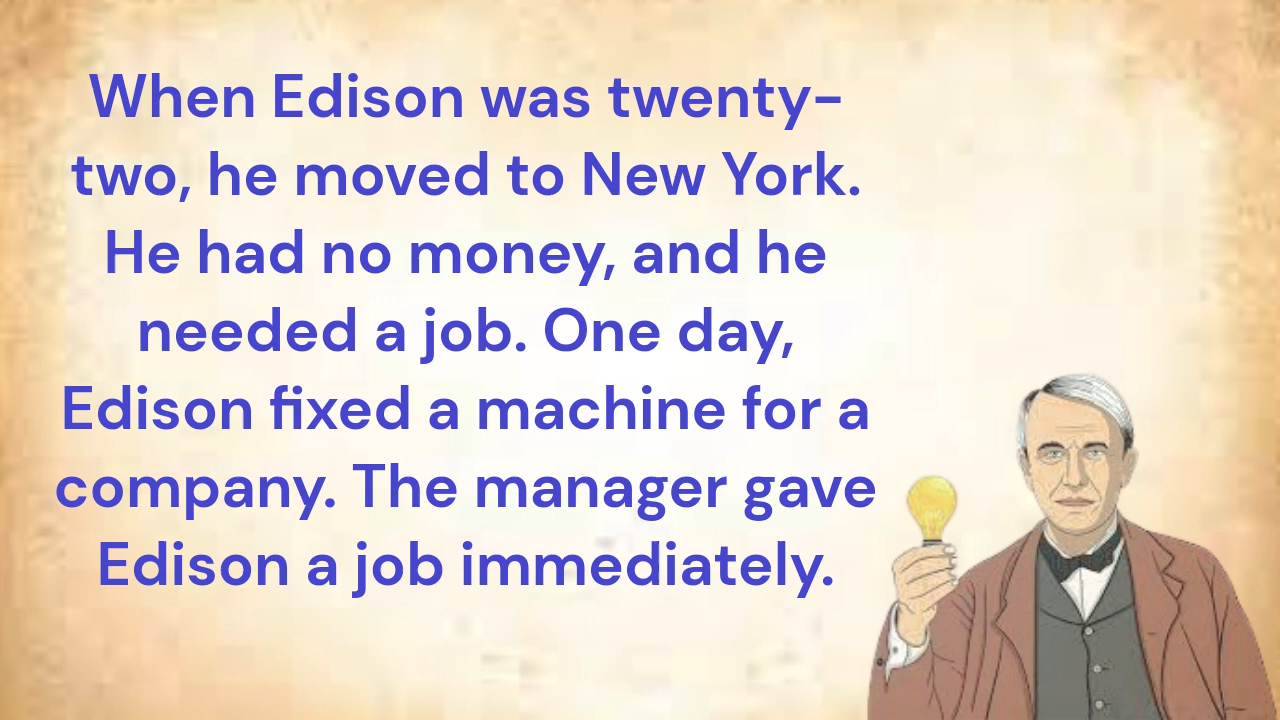 When Edison was twenty-
two, he moved to New York.
He had no money, and he
needed a job. One day,
Edison fixed a machine for a
company. The manager gave
Edison a job immediately.